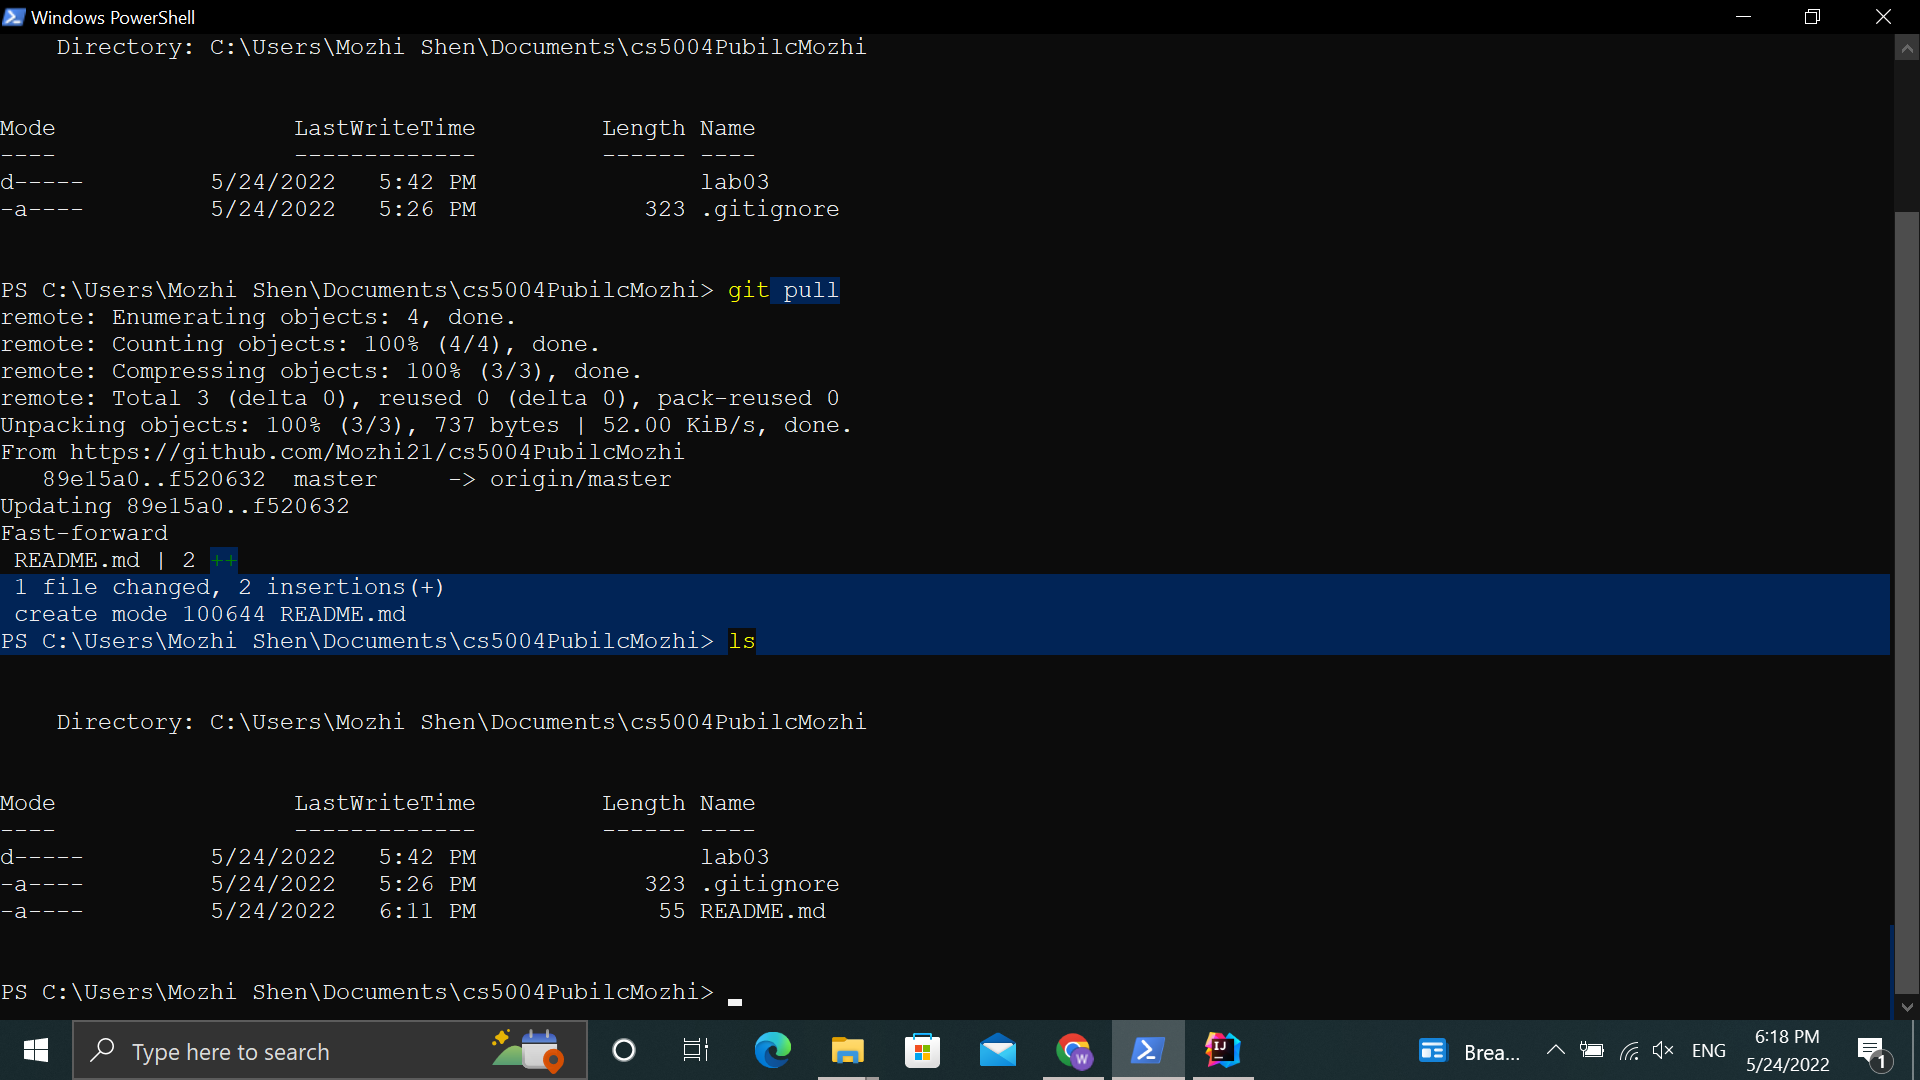 Windows PowerShell
    Directory: C:\Users\Mozhi Shen\Documents\cs5004PubilcMozhi
Mode                 LastWriteTime         Length Name
----                 -------------         ------ ----
d-----         5/24/2022   5:42 PM                lab03
-a----         5/24/2022   5:26 PM            323 .gitignore
PS C:\Users\Mozhi Shen\Documents\cs5004PubilcMozhi> git pull
remote: Enumerating objects: 4, done.
remote: Counting objects: 100% (4/4), done.
remote: Compressing objects: 100% (3/3), done.
remote: Total 3 (delta 0), reused 0 (delta 0), pack-reused 0
Unpacking objects: 100% (3/3), 737 bytes | 52.00 KiB/s, done.
From https://github.com/Mozhi21/cs5004PubilcMozhi
   89e15a0..f520632  master     -> origin/master
Updating 89e15a0..f520632
Fast-forward
 README.md | 2 ++
 1 file changed, 2 insertions(+)
 create mode 100644 README.md
PS C:\Users\Mozhi Shen\Documents\cs5004PubilcMozhi> ls
    Directory: C:\Users\Mozhi Shen\Documents\cs5004PubilcMozhi
Mode                 LastWriteTime         Length Name
----                 -------------         ------ ----
d-----         5/24/2022   5:42 PM                lab03
-a----         5/24/2022   5:26 PM            323 .gitignore
-a----         5/24/2022   6:11 PM             55 README.md
PS C:\Users\Mozhi Shen\Documents\cs5004PubilcMozhi>
Type here to search
W
IJ
Brea...
ENG
6:18 PM
5/24/2022
1